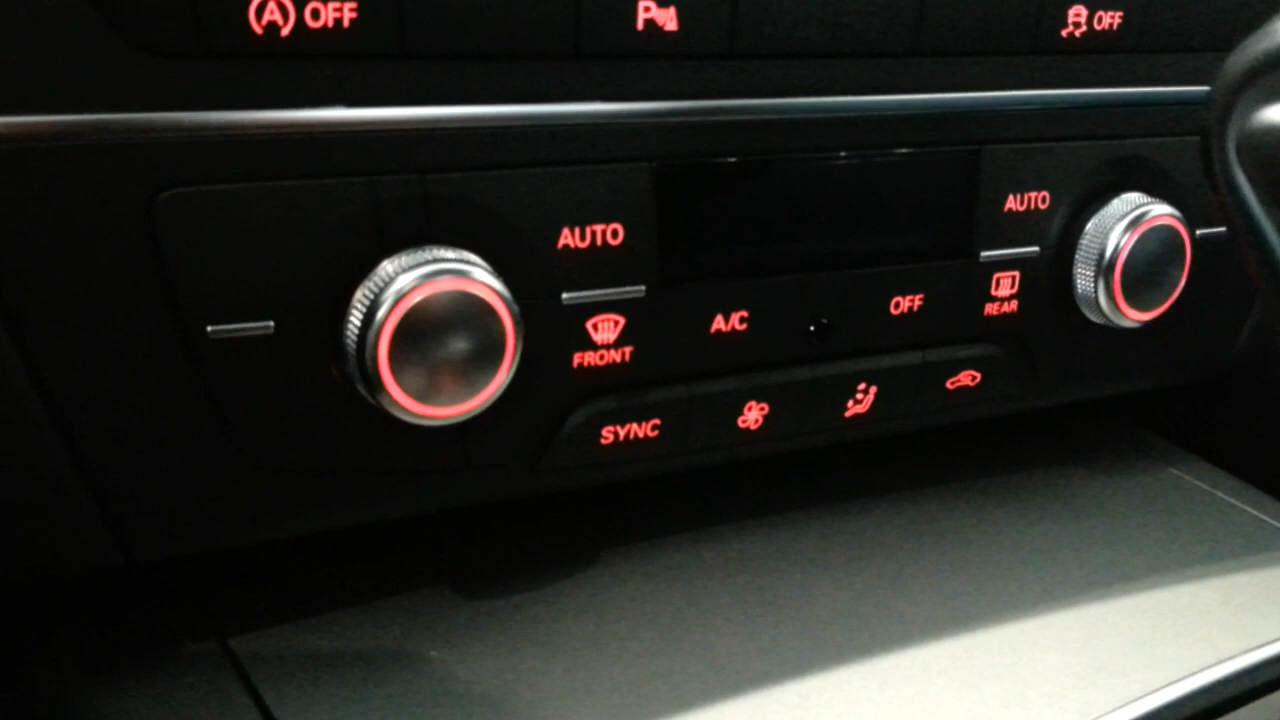 (A) OFF
P
OFF
AUTO
AUTO
FRONT
A/C
OFF
REAR
SYNC